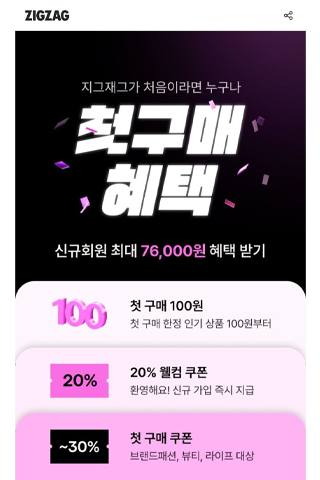 ZIGZAG
지그재그가 처음이라면 누구나
첫구매
혜택
신규회원 최대 76,000원 혜택 받기
100
첫 구매 100원
첫 구매 한정 인기 상품 100원부터
20%
20% 웰컴 쿠폰
환영해요! 신규 가입 즉시 지급
~30%
첫 구매 쿠폰
브랜드패션, 뷰티, 라이프 대상